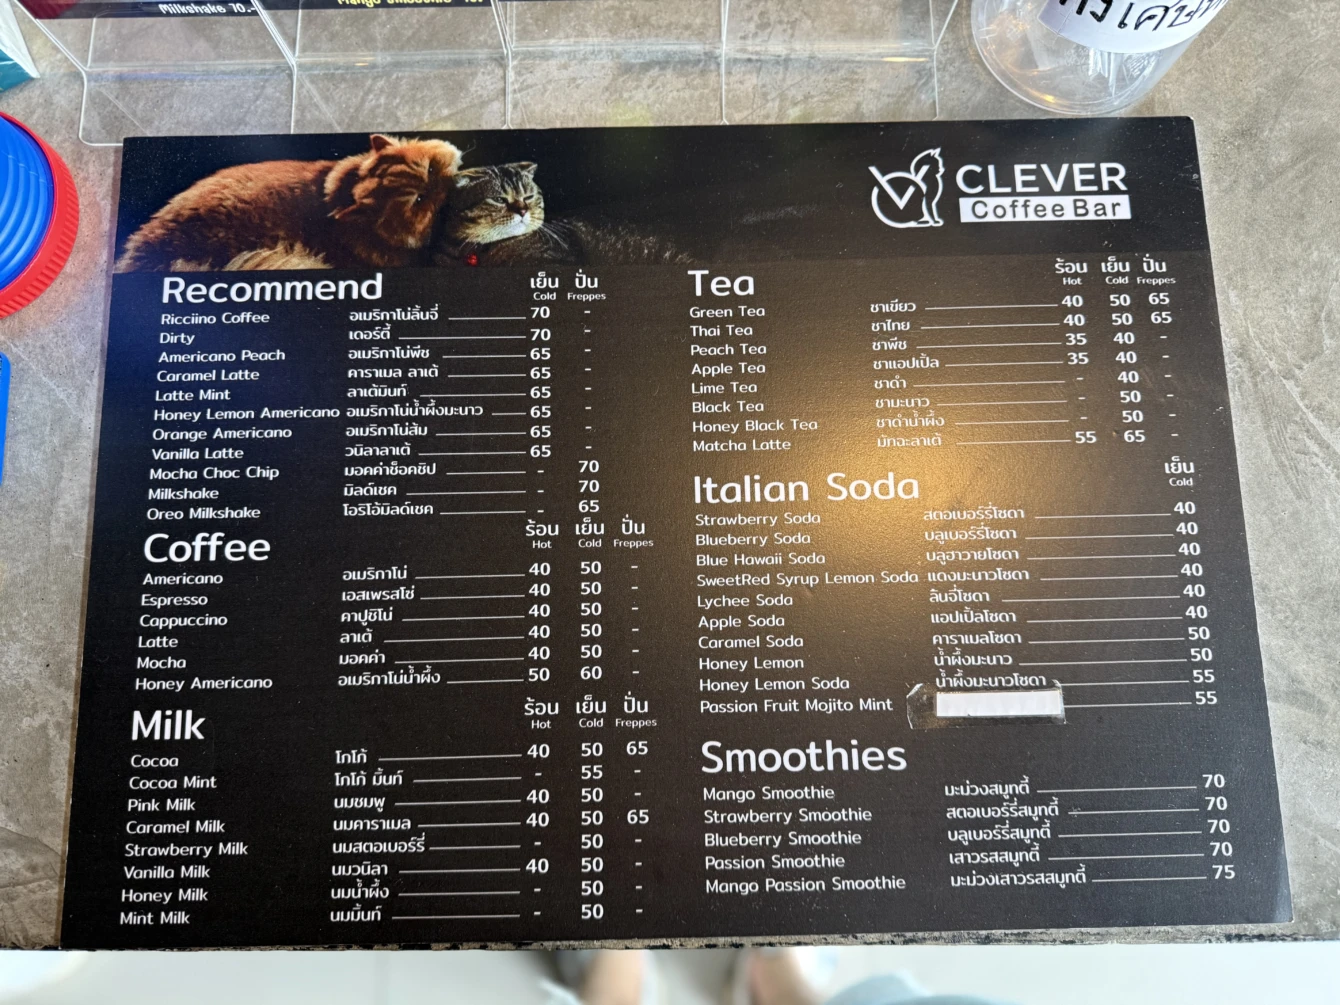 Milkshake 70.-
CLEVER
Coffee Bar
Recommend เย็น ปั่น
Cold Freppes
Ricciino Coffee อเมริกาโน่ลิ้นจี่ 70 -
Dirty เดอร์ตี้ 70 -
Americano Peach อเมริกาโน่พีช 65 -
Caramel Latte คาราเมล ลาเต้ 65 -
Latte Mint ลาเต้มินท์ 65 -
Honey Lemon Americano อเมริกาโน่น้ำผึ้งมะนาว 65 -
Orange Americano อเมริกาโน่ส้ม 65 -
Vanilla Latte วนิลาลาเต้ 65 -
Mocha Choc Chip มอคค่าช็อคชิป - 70
Milkshake มิลค์เชค - 70
Oreo Milkshake โอริโอ้มิลด์เชค - 65
Coffee ร้อน เย็น ปั่น
Hot Cold Freppes
Americano อเมริกาโน่ 40 50 -
Espresso เอสเพรสโซ่ 40 50 -
Cappuccino คาปูชิโน่ 40 50 -
Latte ลาเต้ 40 50 -
Mocha มอคค่า 40 50 -
Honey Americano อเมริกาโน่น้ำผึ้ง 50 60 -
Milk ร้อน เย็น ปั่น
Hot Cold Freppes
Cocoa โกโก้ 40 50 65
Cocoa Mint โกโก้ มิ้นท์ - 55 -
Pink Milk นมชมพู 40 50 -
Caramel Milk นมคาราเมล 40 50 65
Strawberry Milk นมสตอเบอร์รี่ - 50 -
Vanilla Milk นมวนิลา 40 50 -
Honey Milk นมน้ำผึ้ง - 50 -
Mint Milk นมมิ้นท์ - 50 -
Tea ร้อน เย็น ปั่น
Hot Cold Freppes
Green Tea ชาเขียว 40 50 65
Thai Tea ชาไทย 40 50 65
Peach Tea ชาพีช 35 40 -
Apple Tea ชาแอปเปิ้ล 35 40 -
Lime Tea ชาดำ - 40 -
Black Tea ชามะนาว - 50 -
Honey Black Tea ชาดำน้ำผึ้ง - 50 -
Matcha Latte มัทฉะลาเต้ 55 65 -
Italian Soda เย็น
Cold
Strawberry Soda สตอเบอร์รี่โซดา 40
Blueberry Soda บลูเบอร์รี่โซดา 40
Blue Hawaii Soda บลูฮาวายโซดา 40
SweetRed Syrup Lemon Soda แดงมะนาวโซดา 40
Lychee Soda ลิ้นจี่โซดา 40
Apple Soda แอปเปิ้ลโซดา 40
Caramel Soda คาราเมลโซดา 50
Honey Lemon น้ำผึ้งมะนาว 50
Honey Lemon Soda น้ำผึ้งมะนาวโซดา 55
Passion Fruit Mojito Mint 55
Smoothies
Mango Smoothie มะม่วงสมูทตี้ 70
Strawberry Smoothie สตอเบอร์รี่สมูทตี้ 70
Blueberry Smoothie บลูเบอร์รี่สมูทตี้ 70
Passion Smoothie เสาวรสสมูทตี้ 70
Mango Passion Smoothie มะม่วงเสาวรสสมูทตี้ 75